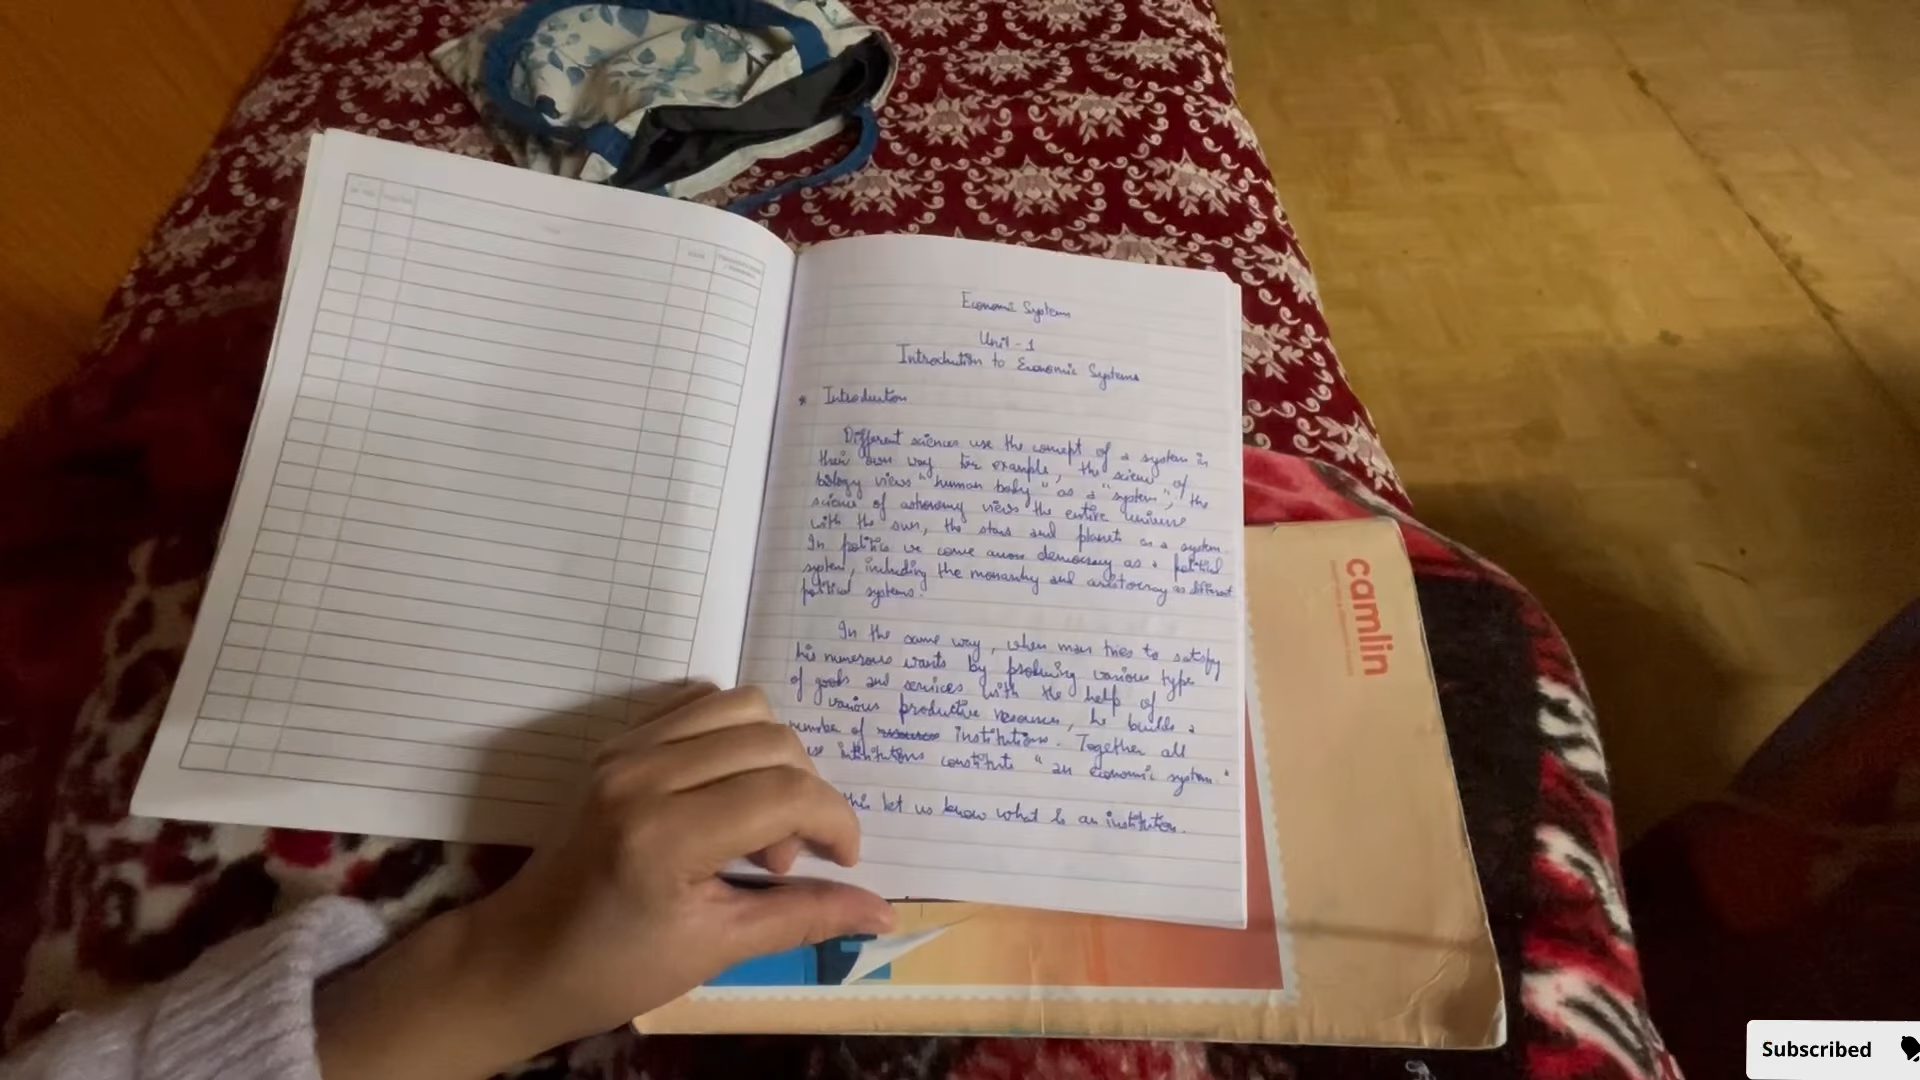 Economic Systems
Unit - 1
Introduction to Economic Systems
* Introduction
Different sciences use the concept of a system in
their own way. For example, the science of
biology views "human body" as a "system", the
science of astronomy views the entire universe
with the sun, the stars and planets as a system.
In politics we come across democracy as a political
system, including the monarchy and aristocracy as different
political systems.
In the same way, when man tries to satisfy
his numerous wants by producing various type
of goods and services with the help of
various productive resources, he builds a
number of institutions. Together all
institutions constitute "an economic system."
this let us know what is an institution.
camlin
Subscribed